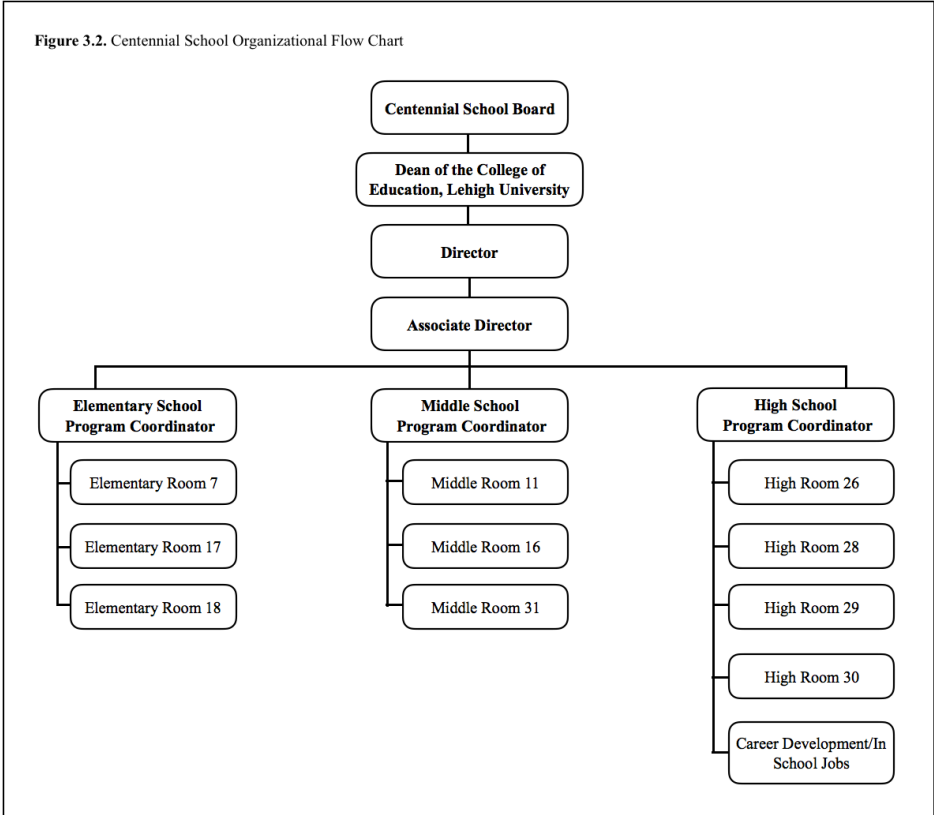 Figure 3.2. Centennial School Organizational Flow Chart
Centennial School Board
Dean of the College of
Education, Lehigh University
Director
Associate Director
Elementary School
Program Coordinator
Elementary Room 7
Elementary Room 17
Elementary Room 18
Middle School
Program Coordinator
Middle Room 11
Middle Room 16
Middle Room 31
High School
Program Coordinator
High Room 26
High Room 28
High Room 29
High Room 30
Career Development/In
School Jobs